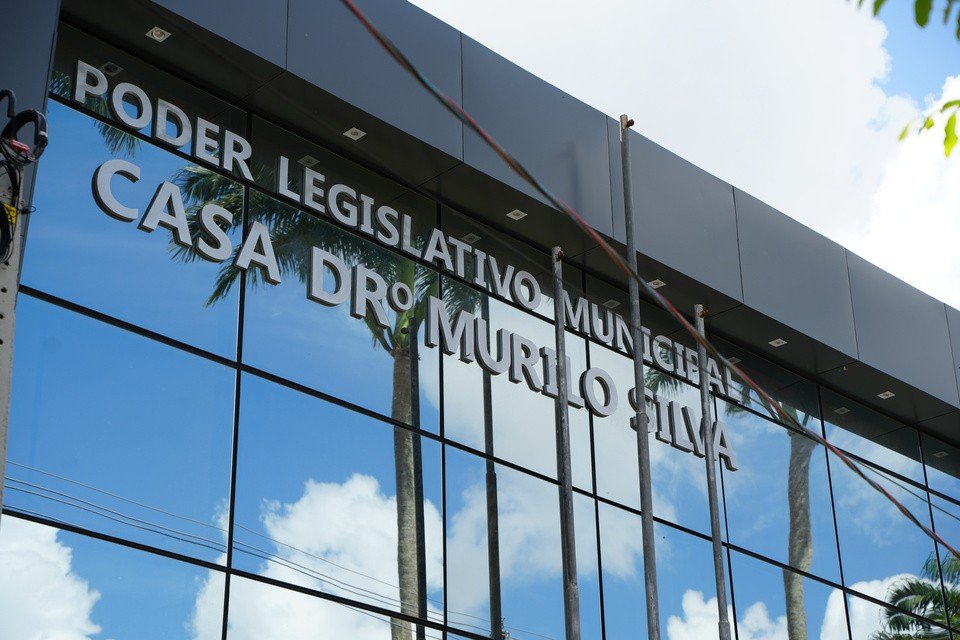 PODER LEGISLATIVO MUNICIPAL
CASA DRº MURILO SILVA